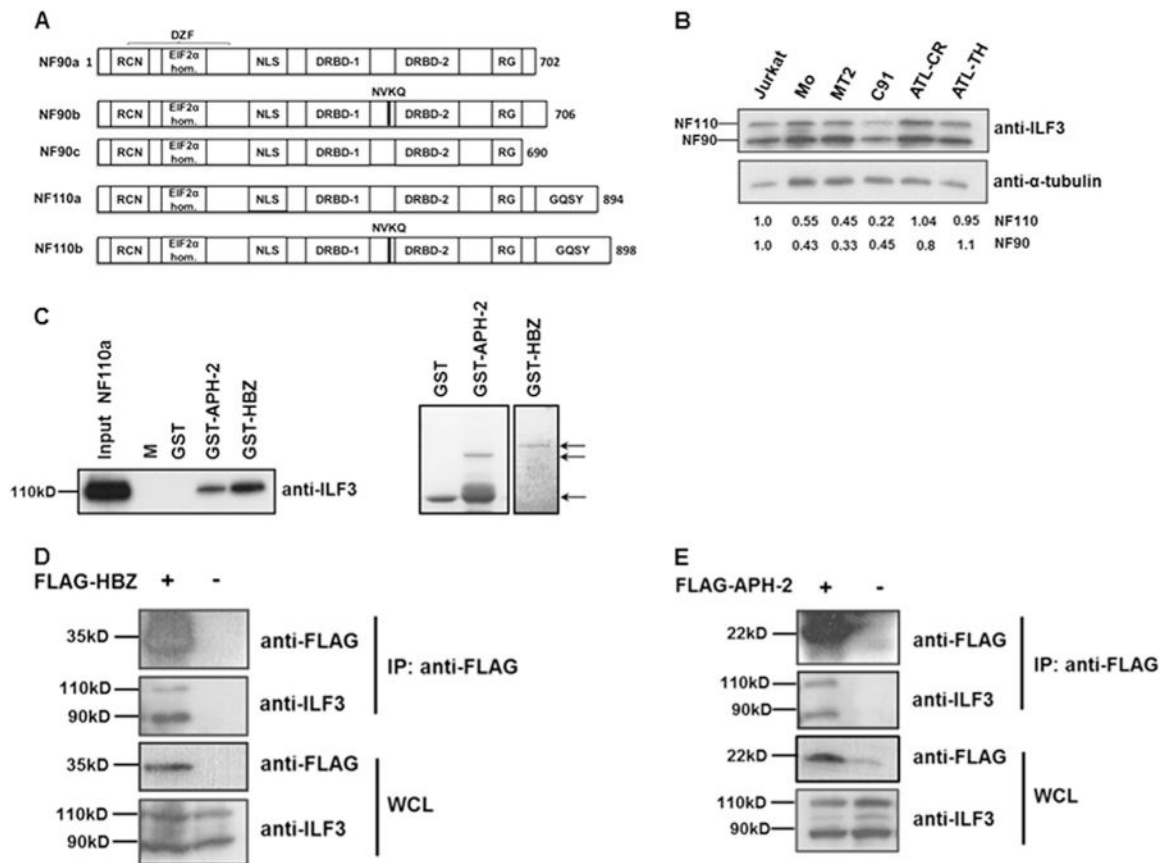 A
DZF
NF90a 1 RCN EIF2α hom. NLS DRBD-1 DRBD-2 RG 702
NVKQ
NF90b RCN EIF2α hom. NLS DRBD-1 DRBD-2 RG 706
NF90c RCN EIF2α hom. NLS DRBD-1 DRBD-2 RG 690
NF110a RCN EIF2α hom. NLS DRBD-1 DRBD-2 RG GQSY 894
NVKQ
NF110b RCN EIF2α hom. NLS DRBD-1 DRBD-2 RG GQSY 898
B
Jurkat Mo MT2 C91 ATL-CR ATL-TH
NF110
NF90
anti-ILF3
anti-α-tubulin
1.0 0.55 0.45 0.22 1.04 0.95 NF110
1.0 0.43 0.33 0.45 0.8 1.1 NF90
C
Input NF110a M GST GST-APH-2 GST-HBZ
110kD anti-ILF3
GST GST-APH-2 GST-HBZ
D
FLAG-HBZ + -
35kD anti-FLAG
IP: anti-FLAG
110kD
90kD anti-ILF3
35kD anti-FLAG
WCL
110kD
90kD anti-ILF3
E
FLAG-APH-2 + -
22kD anti-FLAG
IP: anti-FLAG
110kD
90kD anti-ILF3
22kD anti-FLAG
WCL
110kD
90kD anti-ILF3